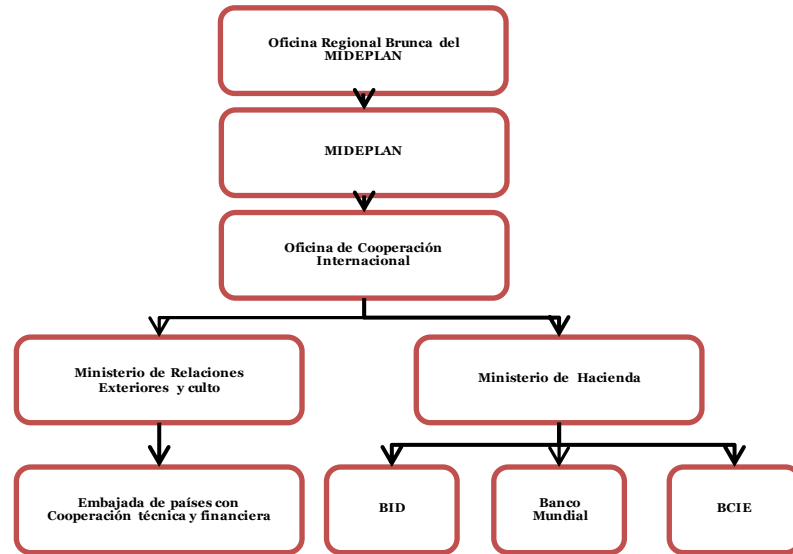 Oficina Regional Brunca del
MIDEPLAN
MIDEPLAN
Oficina de Cooperación
Internacional
Ministerio de Relaciones
Exteriores y culto
Ministerio de Hacienda
Embajada de países con
Cooperación técnica y financiera
BID
Banco
Mundial
BCIE